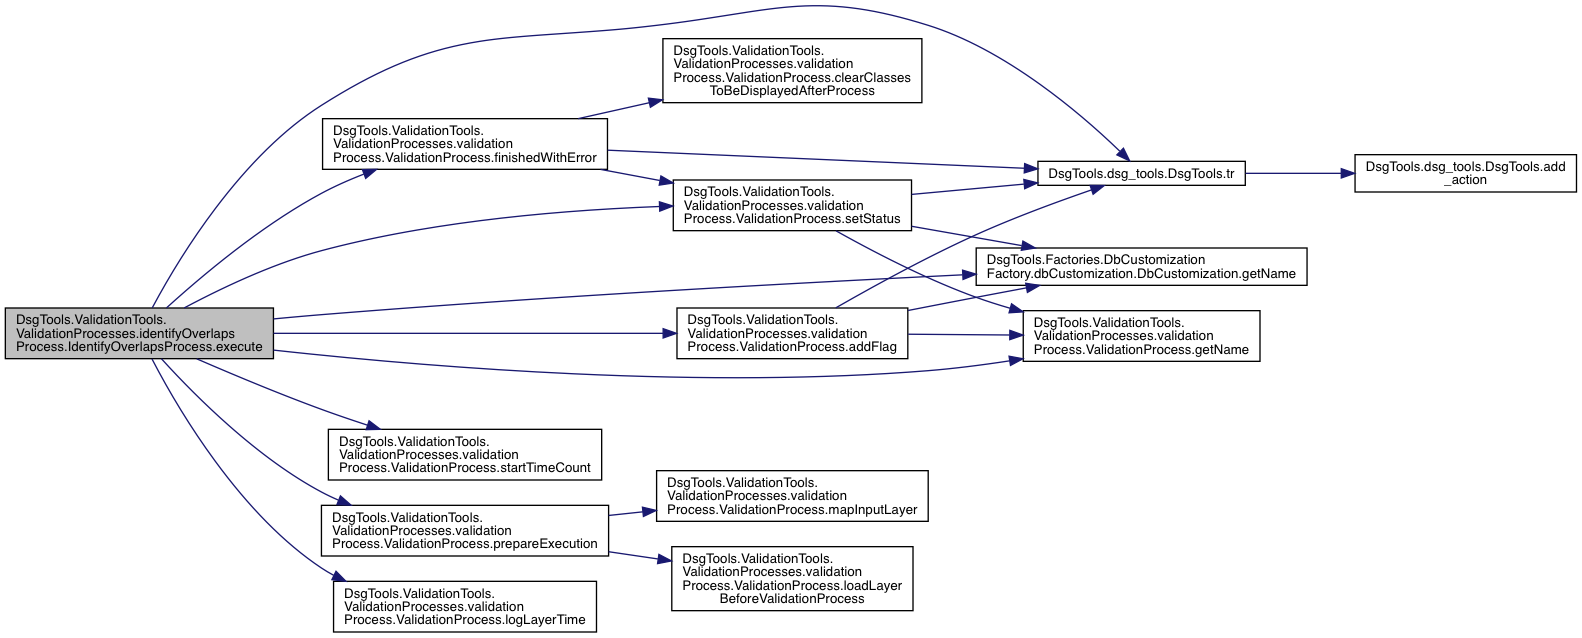 DsgTools.ValidationTools.
ValidationProcesses.identifyOverlaps
Process.IdentifyOverlapsProcess.execute
DsgTools.ValidationTools.
ValidationProcesses.validation
Process.ValidationProcess.finishedWithError
DsgTools.ValidationTools.
ValidationProcesses.validation
Process.ValidationProcess.clearClasses
ToBeDisplayedAfterProcess
DsgTools.dsg_tools.DsgTools.tr
DsgTools.dsg_tools.DsgTools.add
_action
DsgTools.ValidationTools.
ValidationProcesses.validation
Process.ValidationProcess.setStatus
DsgTools.Factories.DbCustomization
Factory.dbCustomization.DbCustomization.getName
DsgTools.ValidationTools.
ValidationProcesses.validation
Process.ValidationProcess.addFlag
DsgTools.ValidationTools.
ValidationProcesses.validation
Process.ValidationProcess.getName
DsgTools.ValidationTools.
ValidationProcesses.validation
Process.ValidationProcess.startTimeCount
DsgTools.ValidationTools.
ValidationProcesses.validation
Process.ValidationProcess.prepareExecution
DsgTools.ValidationTools.
ValidationProcesses.validation
Process.ValidationProcess.mapInputLayer
DsgTools.ValidationTools.
ValidationProcesses.validation
Process.ValidationProcess.loadLayer
BeforeValidationProcess
DsgTools.ValidationTools.
ValidationProcesses.validation
Process.ValidationProcess.logLayerTime